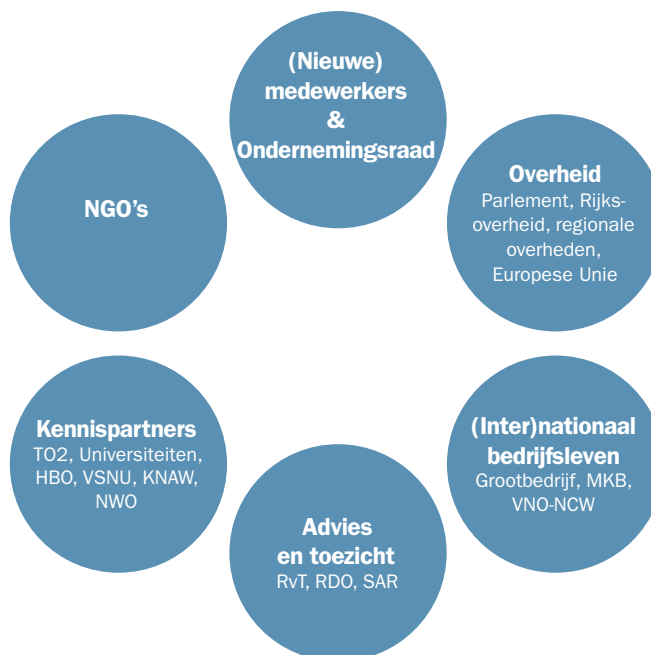 (Nieuwe)
medewerkers
&
Ondernemingsraad
NGO’s
Overheid
Parlement, Rijks-
overheid, regionale
overheden,
Europese Unie
Kennispartners
TO2, Universiteiten,
HBO, VSNU, KNAW,
NWO
(Inter)nationaal
bedrijfsleven
Grootbedrijf, MKB,
VNO-NCW
Advies
en toezicht
RvT, RDO, SAR